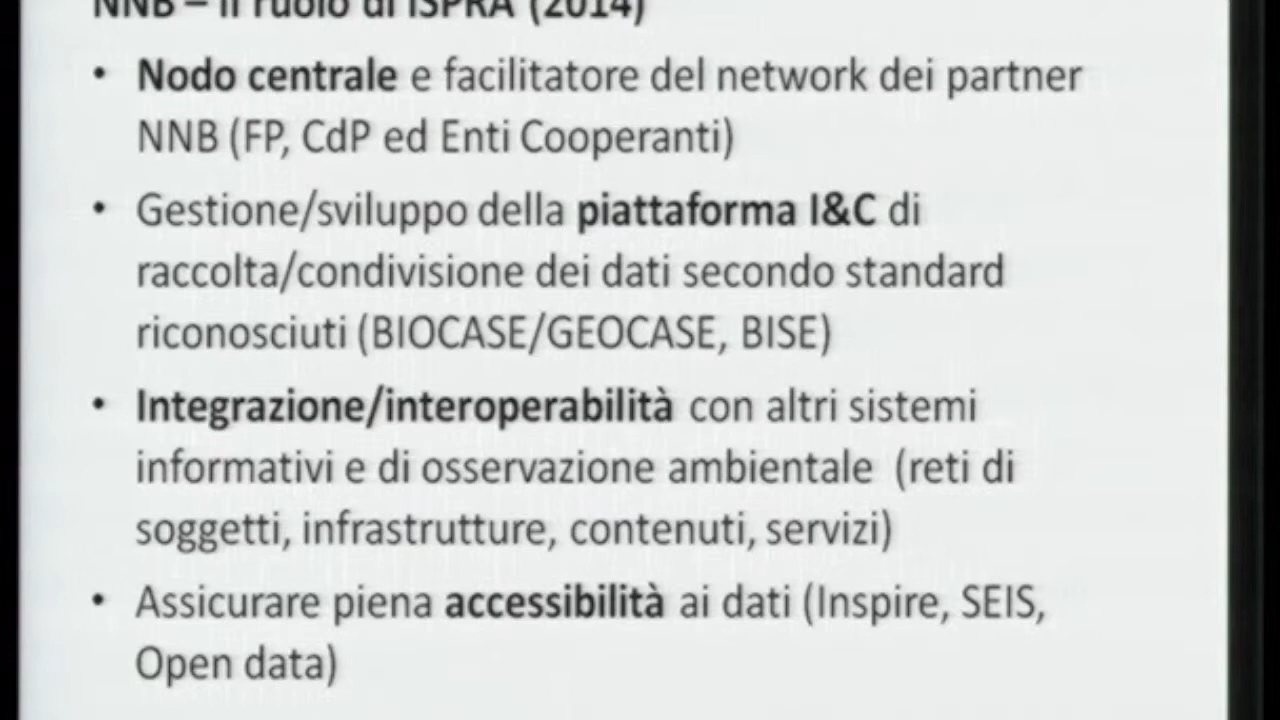 NNB – Il ruolo di ISPRA (2014)
• Nodo centrale e facilitatore del network dei partner
NNB (FP, CdP ed Enti Cooperanti)
• Gestione/sviluppo della piattaforma I&C di
raccolta/condivisione dei dati secondo standard
riconosciuti (BIOCASE/GEOCASE, BISE)
• Integrazione/interoperabilità con altri sistemi
informativi e di osservazione ambientale (reti di
soggetti, infrastrutture, contenuti, servizi)
• Assicurare piena accessibilità ai dati (Inspire, SEIS,
Open data)